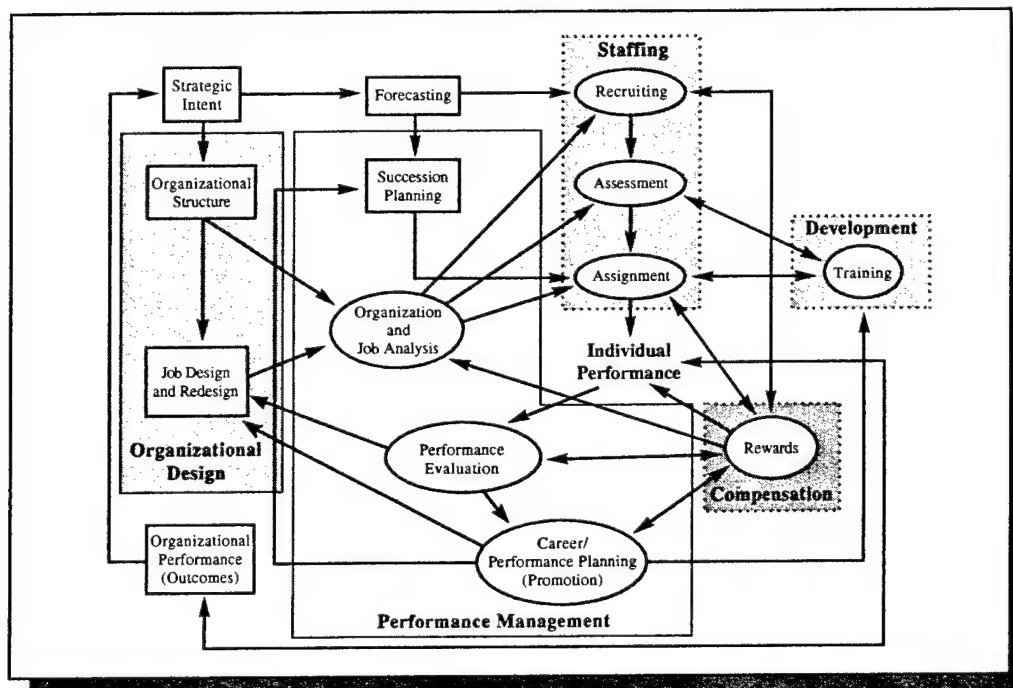 Staffing
Strategic
Intent
Forecasting
Recruiting
Organizational
Structure
Succession
Planning
Assessment
Development
Training
Assignment
Organization
and
Job Analysis
Individual
Performance
Job Design
and Redesign
Organizational
Design
Performance
Evaluation
Rewards
Compensation
Organizational
Performance
(Outcomes)
Career/
Performance Planning
(Promotion)
Performance Management